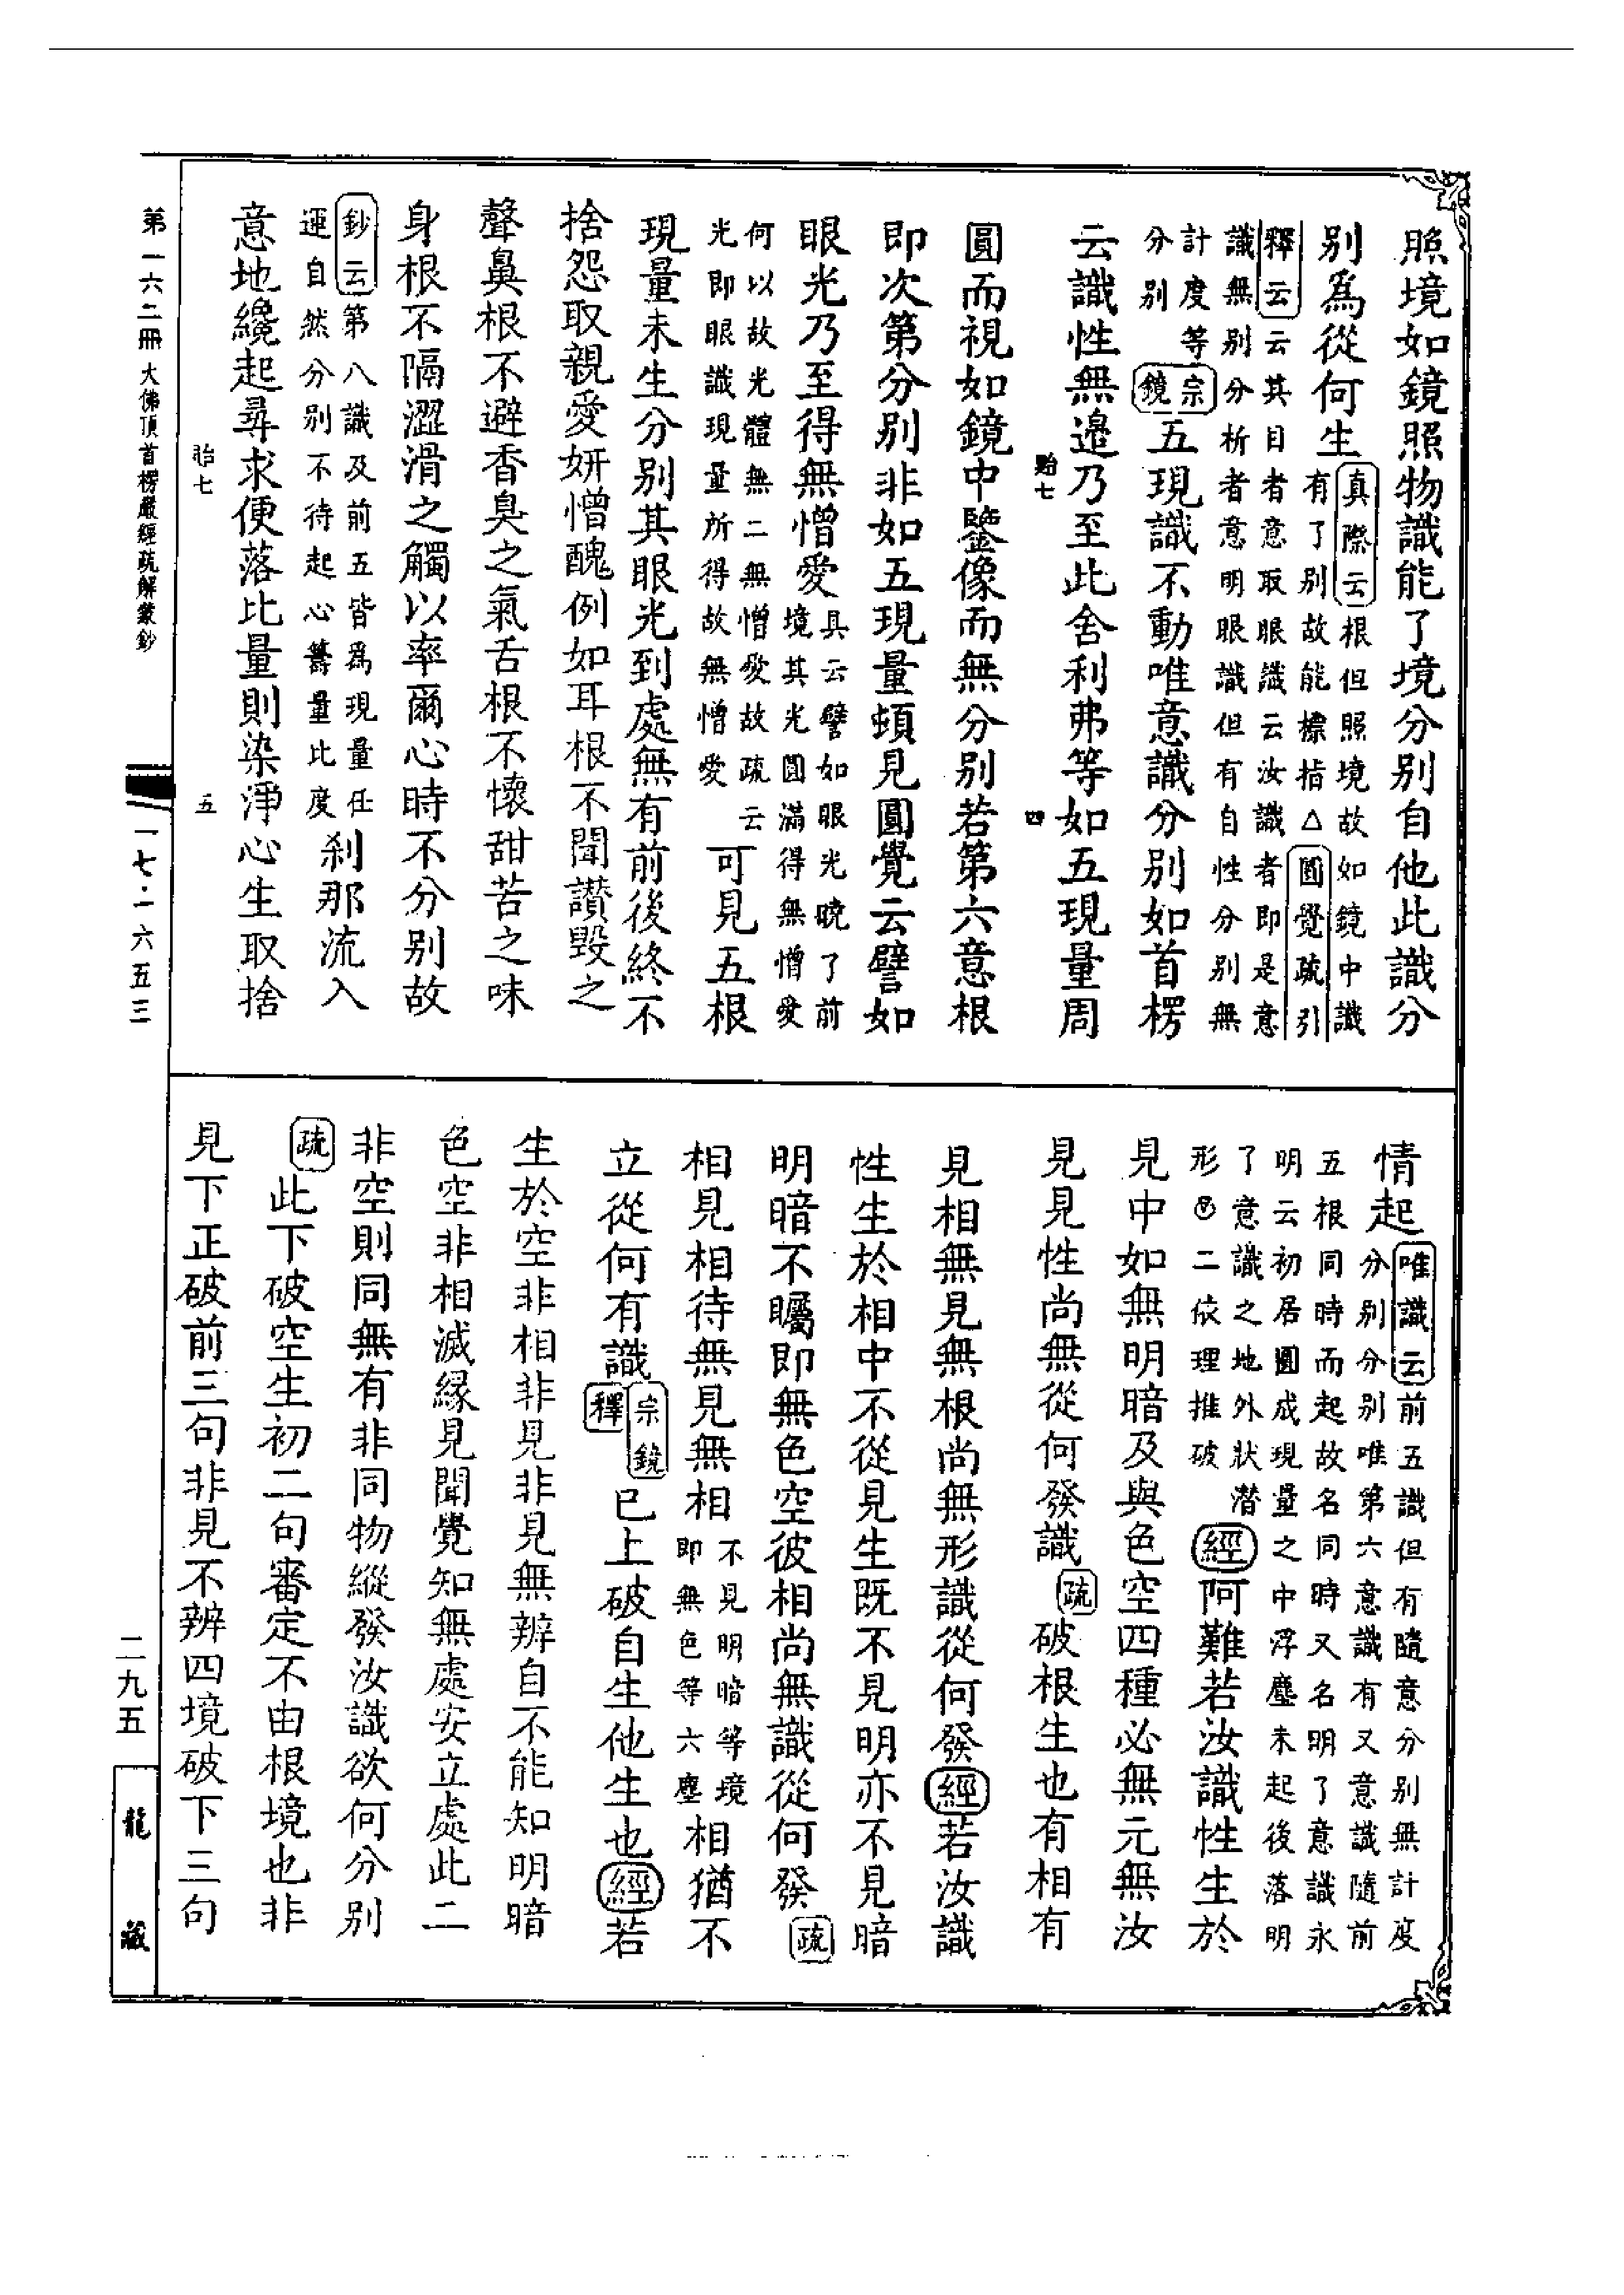 照境如鏡照物識能了境分别自他此識分
别為從何生真際云根但照境故如鏡中識
有了别故能標指△圓覺疏引
釋云云其目者意取眼識云汝識者即是意
識無别分析者意明眼識但有自性分别無
計度等
分别
宗鏡五現識不動唯意識分别如首楞
云識性無邊乃至此舍利弗等如五現量周
圓而視如鏡中鑒像而無分别若第六意根
即次第分别非如五現量頓見圓覺云譬如
眼光乃至得無憎愛具云譬如眼光曉了前
境其光圓滿得無憎愛
何以故光體無二無憎愛故疏云
光即眼識現量所得故無憎愛
可見五根
現量未生分别其眼光到處無有前後終不
捨怨取親愛妍憎醜例如耳根不聞讚毁之
聲鼻根不避香臭之氣舌根不懷甜苦之味
身根不隔澀滑之觸以率爾心時不分别故
鈔云第八識及前五皆為現量任
運自然分别不待起心籌量比度
刹那流入
意地纔起尋求便落比量則染淨心生取捨
情起唯識云前五識但有隨意分别無計度
分别分别唯第六意識有又意識隨前
五根同時而起故名同時又名明了意識永
明云初居圓成現量之中浮塵未起後落明
了意識之地外狀潜
形㊢二依理推破
經阿難若汝識性生於
見中如無明暗及與色空四種必無元無汝
見見性尚無從何發識疏破根生也有相有
見相無見無根尚無形識從何發經若汝識
性生於相中不從見生既不見明亦不見暗
明暗不矚即無色空彼相尚無識從何發疏
相見相待無見無相不見明暗等境
即無色等六塵
相猶不
立從何有識宗鏡釋已上破自生他生也經若
生於空非相非見非見無辨自不能知明暗
色空非相滅緣見聞覺知無處安立處此二
非空則同無有非同物縱發汝識欲何分别
疏此下破空生初二句審定不由根境也非
見下正破前三句非見不辨四境破下三句
第一六二冊 大佛頂首楞嚴經疏解蒙鈔
一七·一六五三
二九五
龍藏
貽七
四
貽七
五